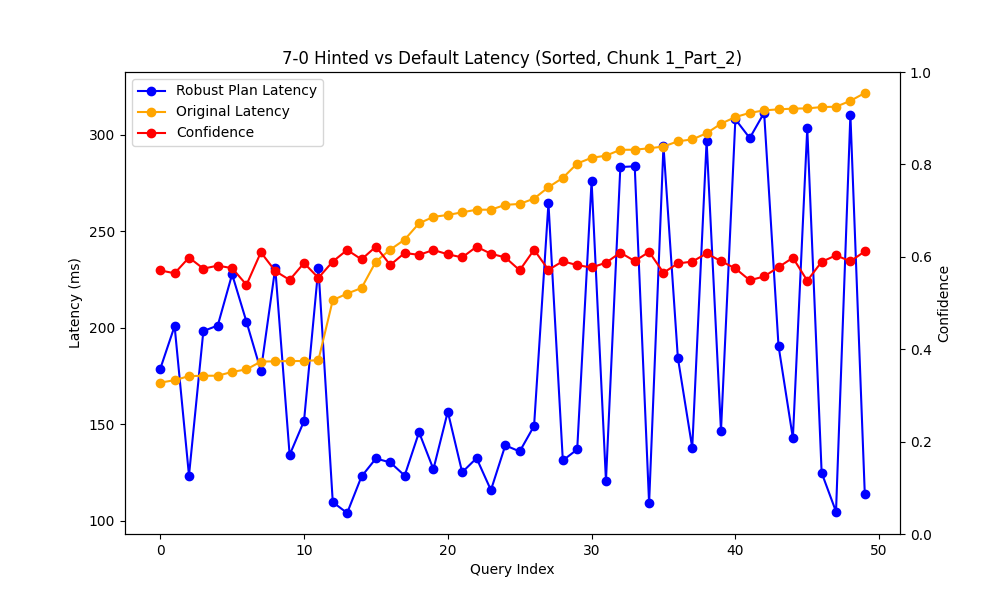 7-0 Hinted vs Default Latency (Sorted, Chunk 1_Part_2)
Robust Plan Latency
Original Latency
Confidence
Latency (ms)
300
250
200
150
100
1.0
0.8
0.6
0.4
0.2
0.0
Confidence
0 10 20 30 40 50
Query Index